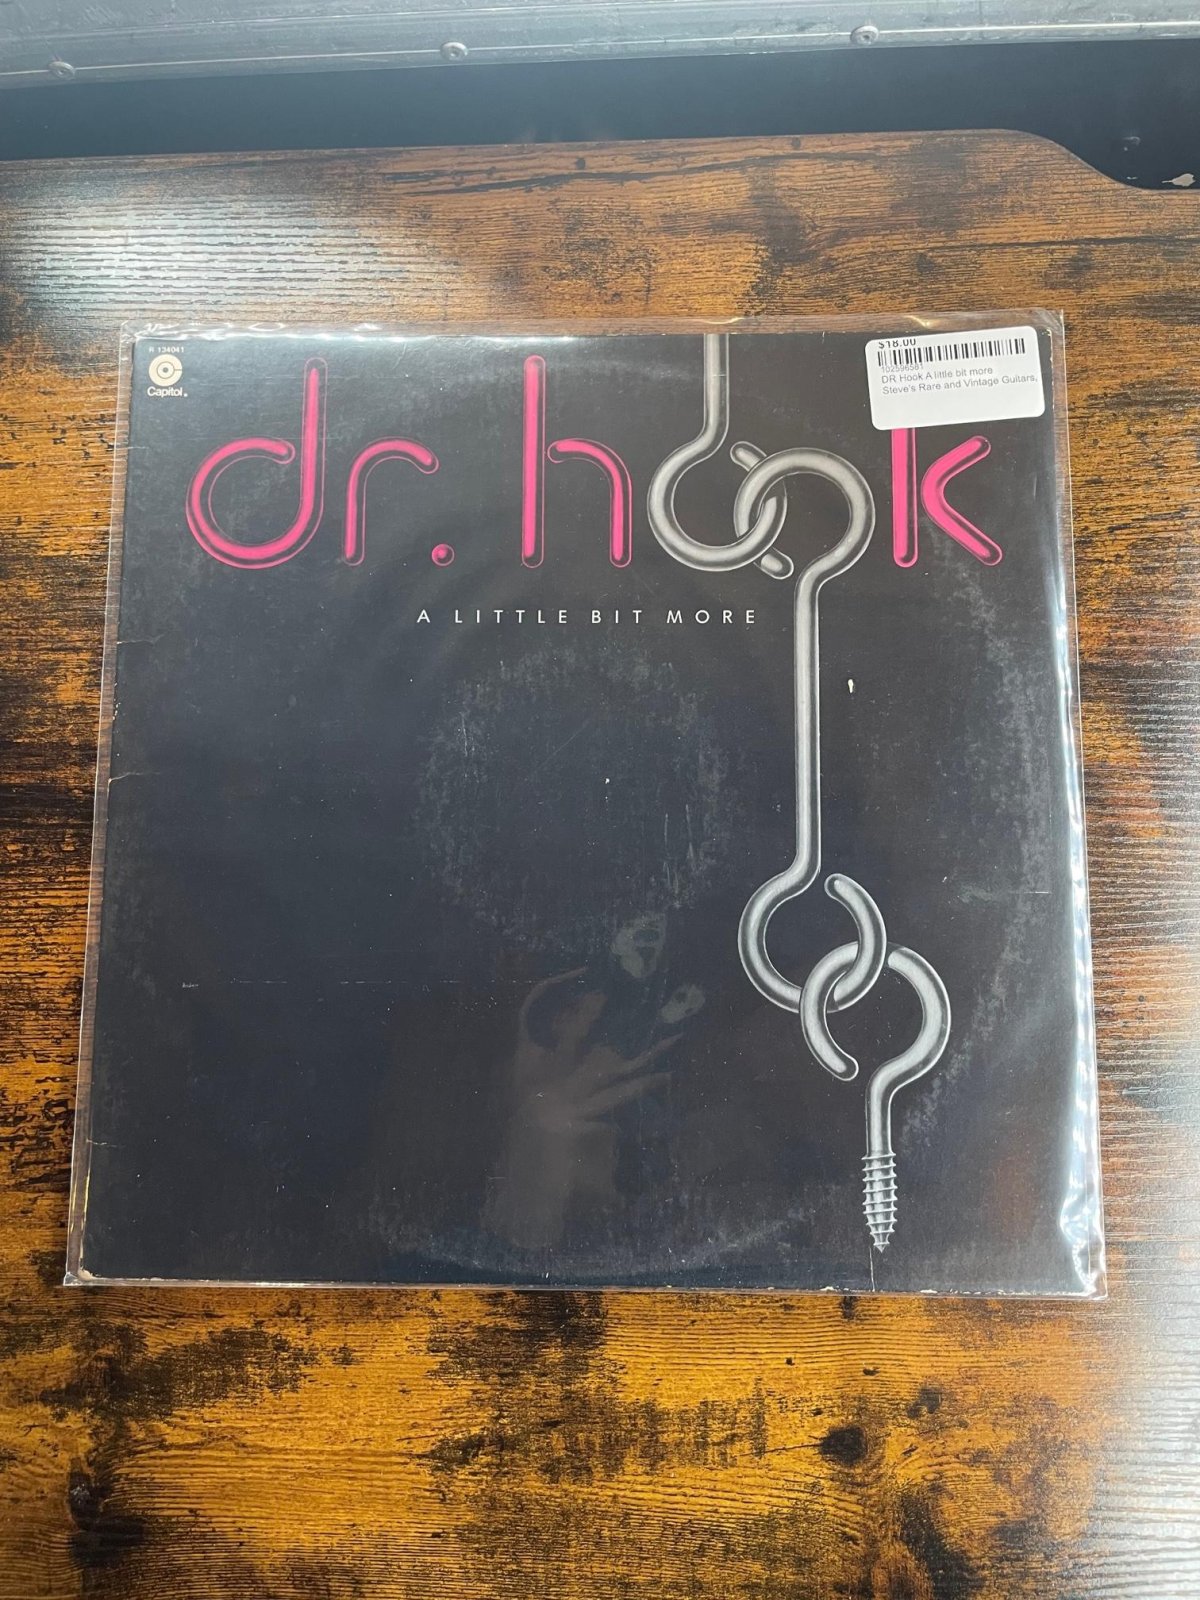 R 134041
Capitol
$18.00
102596581
DR Hook A little bit more
Steve's Rare and Vintage Guitars,
dr. hook
A LITTLE BIT MORE